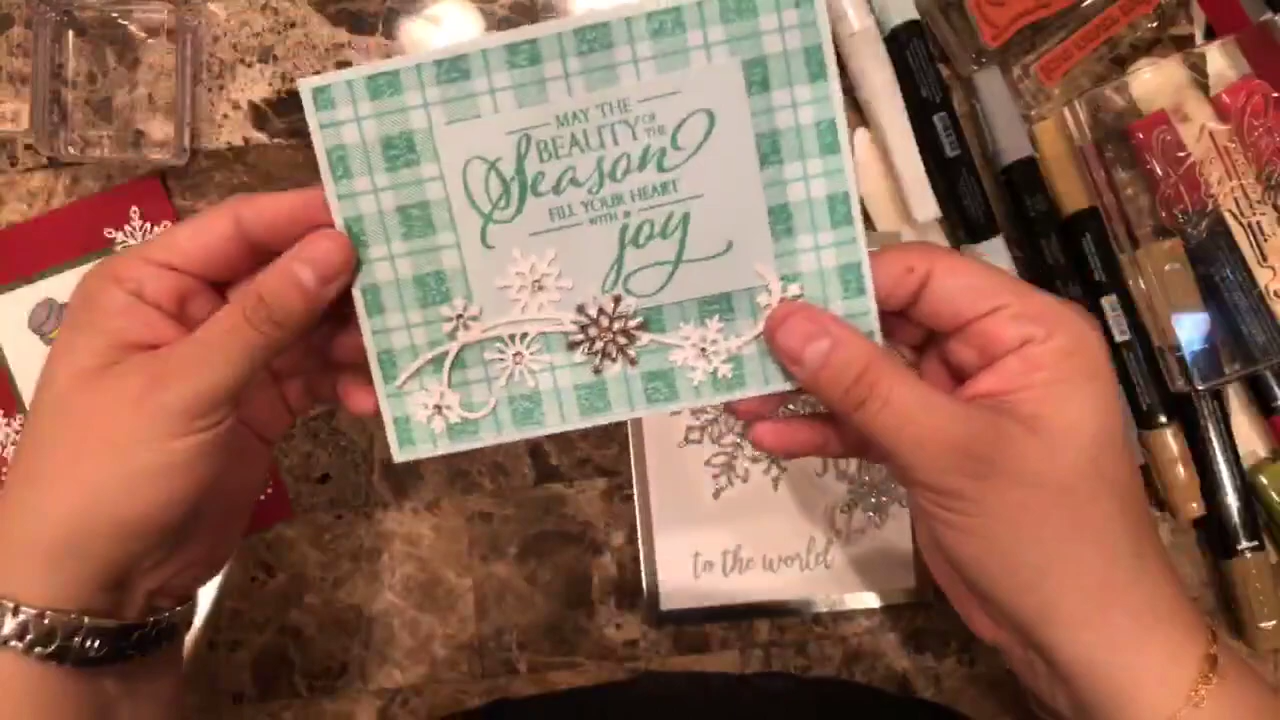 MAY THE
BEAUTY OF THE
Season
FILL YOUR HEART
WITH
joy
to the world